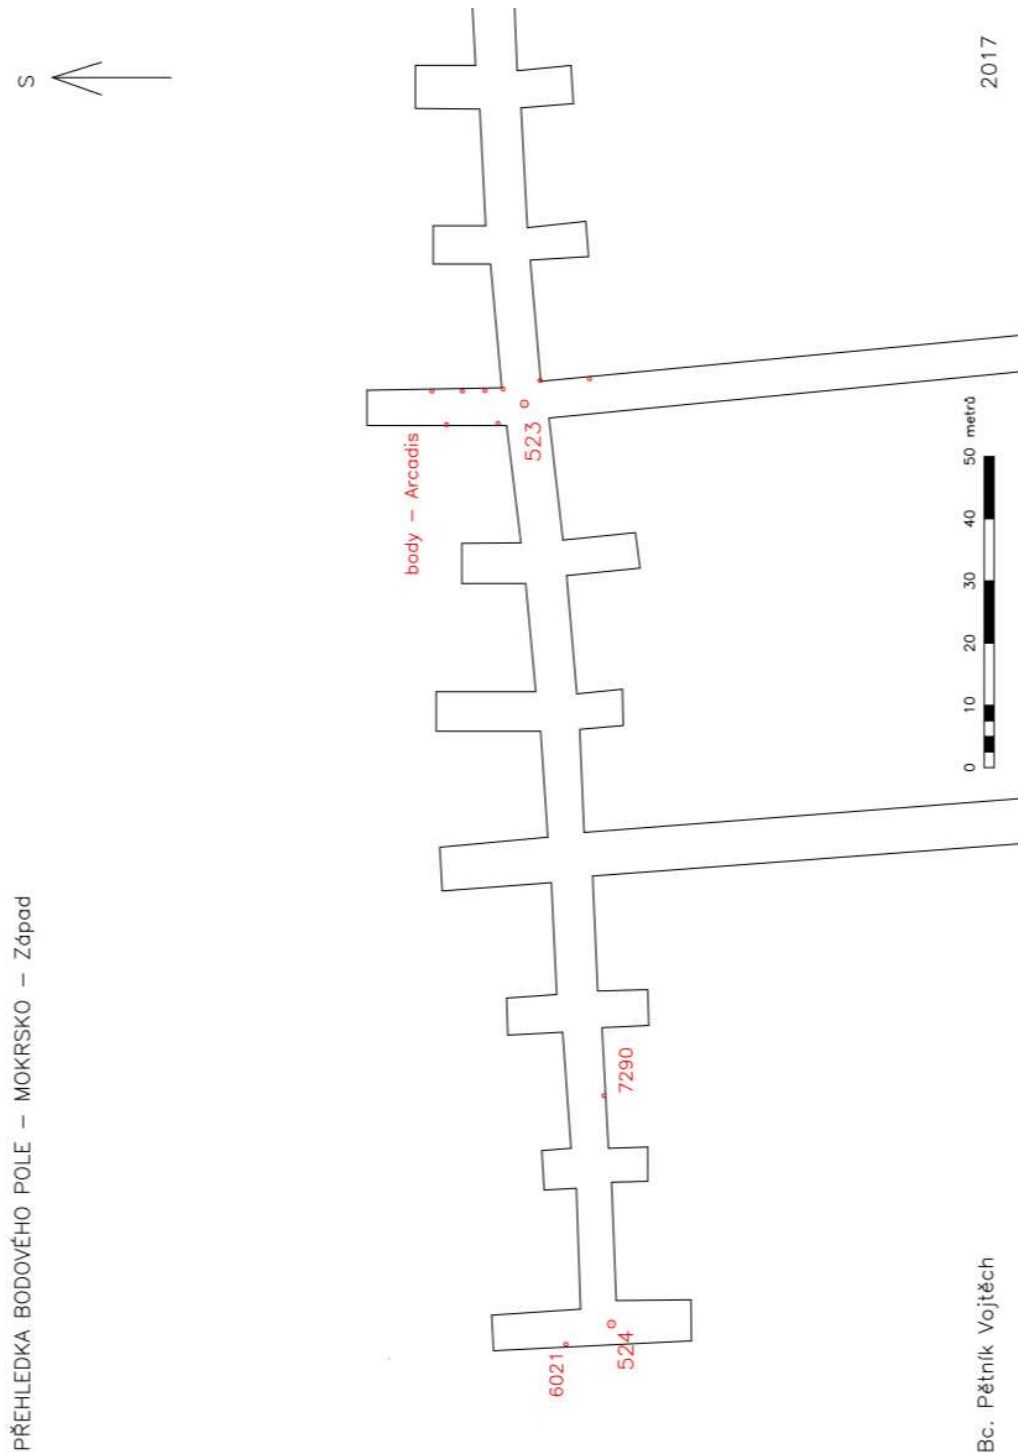 PŘEHLEDKA BODOVÉHO POLE – MOKRSKO – Západ
S
body – Arcadis
523
6021
524
7290
0 10 20 30 40 50 metrů
Bc. Pětník Vojtěch
2017